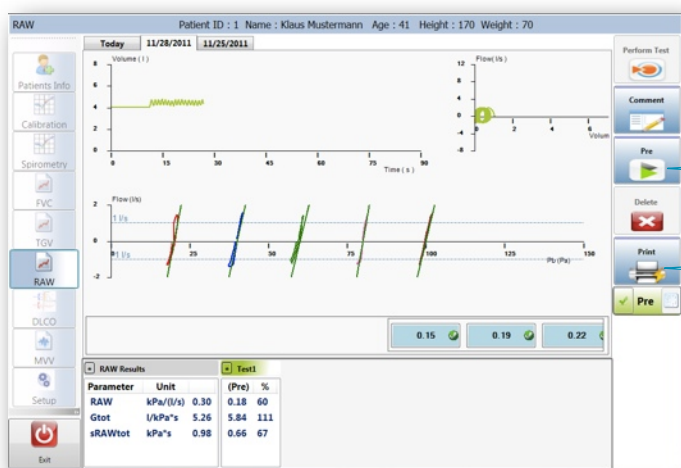 RAW Patient ID : 1 Name : Klaus Mustermann Age : 41 Height : 170 Weight : 70
Today 11/28/2011 11/25/2011
Patients Info
Calibration
Spirometry
FVC
TGV
RAW
DLCO
MVV
Setup
Exit
Volume ( l )
8
6
4
2
0
0 15 30 45 60 75 90
Time ( s )
Flow(l/s)
12
8
4
0
-4
-8
0 2 4 6
Volum
Flow (l/s)
2
1 l/s
0
-1 l/s
-2
25 50 75 100 125 150
Pb (Pa)
0.15 0.19 0.22
RAW Results Test1
Parameter Unit (Pre) %
RAW kPa/(l/s) 0.30 0.18 60
Gtot l/kPa*s 5.26 5.84 111
sRAWtot kPa*s 0.98 0.66 67
Perform Test
Comment
Pre
Delete
Print
Pre